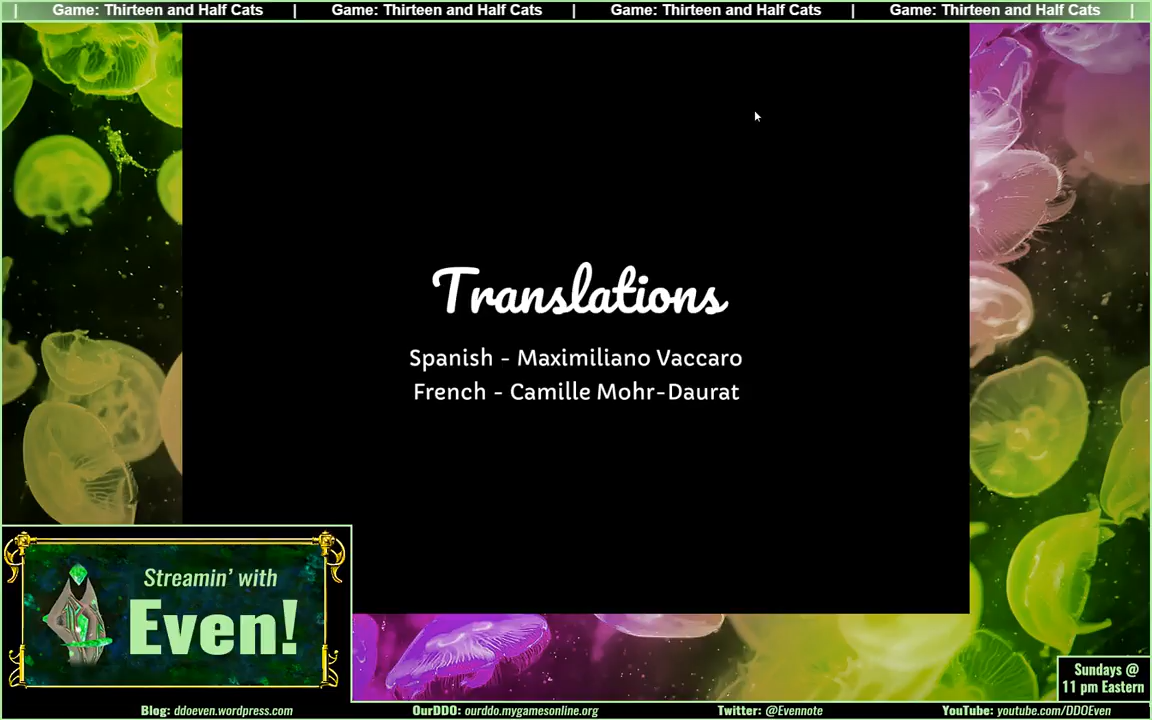 | Game: Thirteen and Half Cats | Game: Thirteen and Half Cats | Game: Thirteen and Half Cats | Game: Thirteen and Half Cats |
Translations
Spanish - Maximiliano Vaccaro
French - Camille Mohr-Daurat
Streamin' with
Even!
Sundays @
11 pm Eastern
Blog: ddoeven.wordpress.com OurDDO: ourddo.mygamesonline.org Twitter: @Evennote YouTube: youtube.com/DDOEven